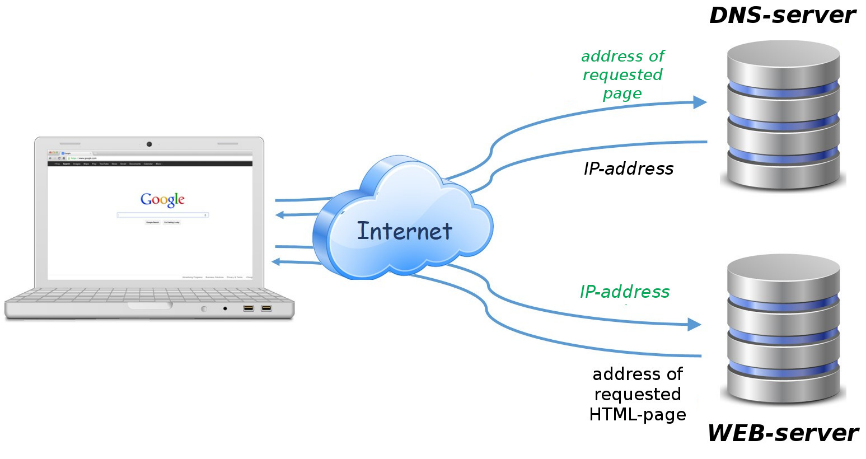 DNS-server
address of
requested
page
IP-address
Google
Internet
IP-address
address of
requested
HTML-page
WEB-server